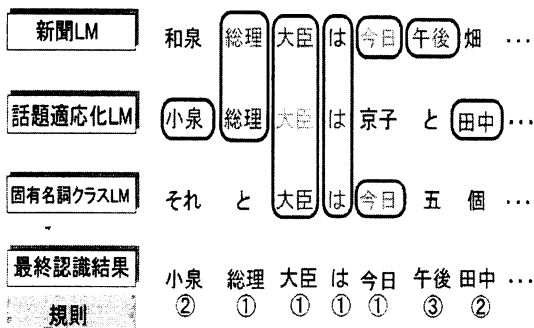 新聞LM 和泉 総理 大臣 は 今日 午後 畑 ...
話題適応化LM 小泉 総理 大臣 は 京子 と 田中 ...
固有名詞クラスLM それ と 大臣 は 今日 五 個 ...
最終認識結果 小泉 総理 大臣 は 今日 午後 田中 ...
規則 ② ① ① ① ① ③ ②